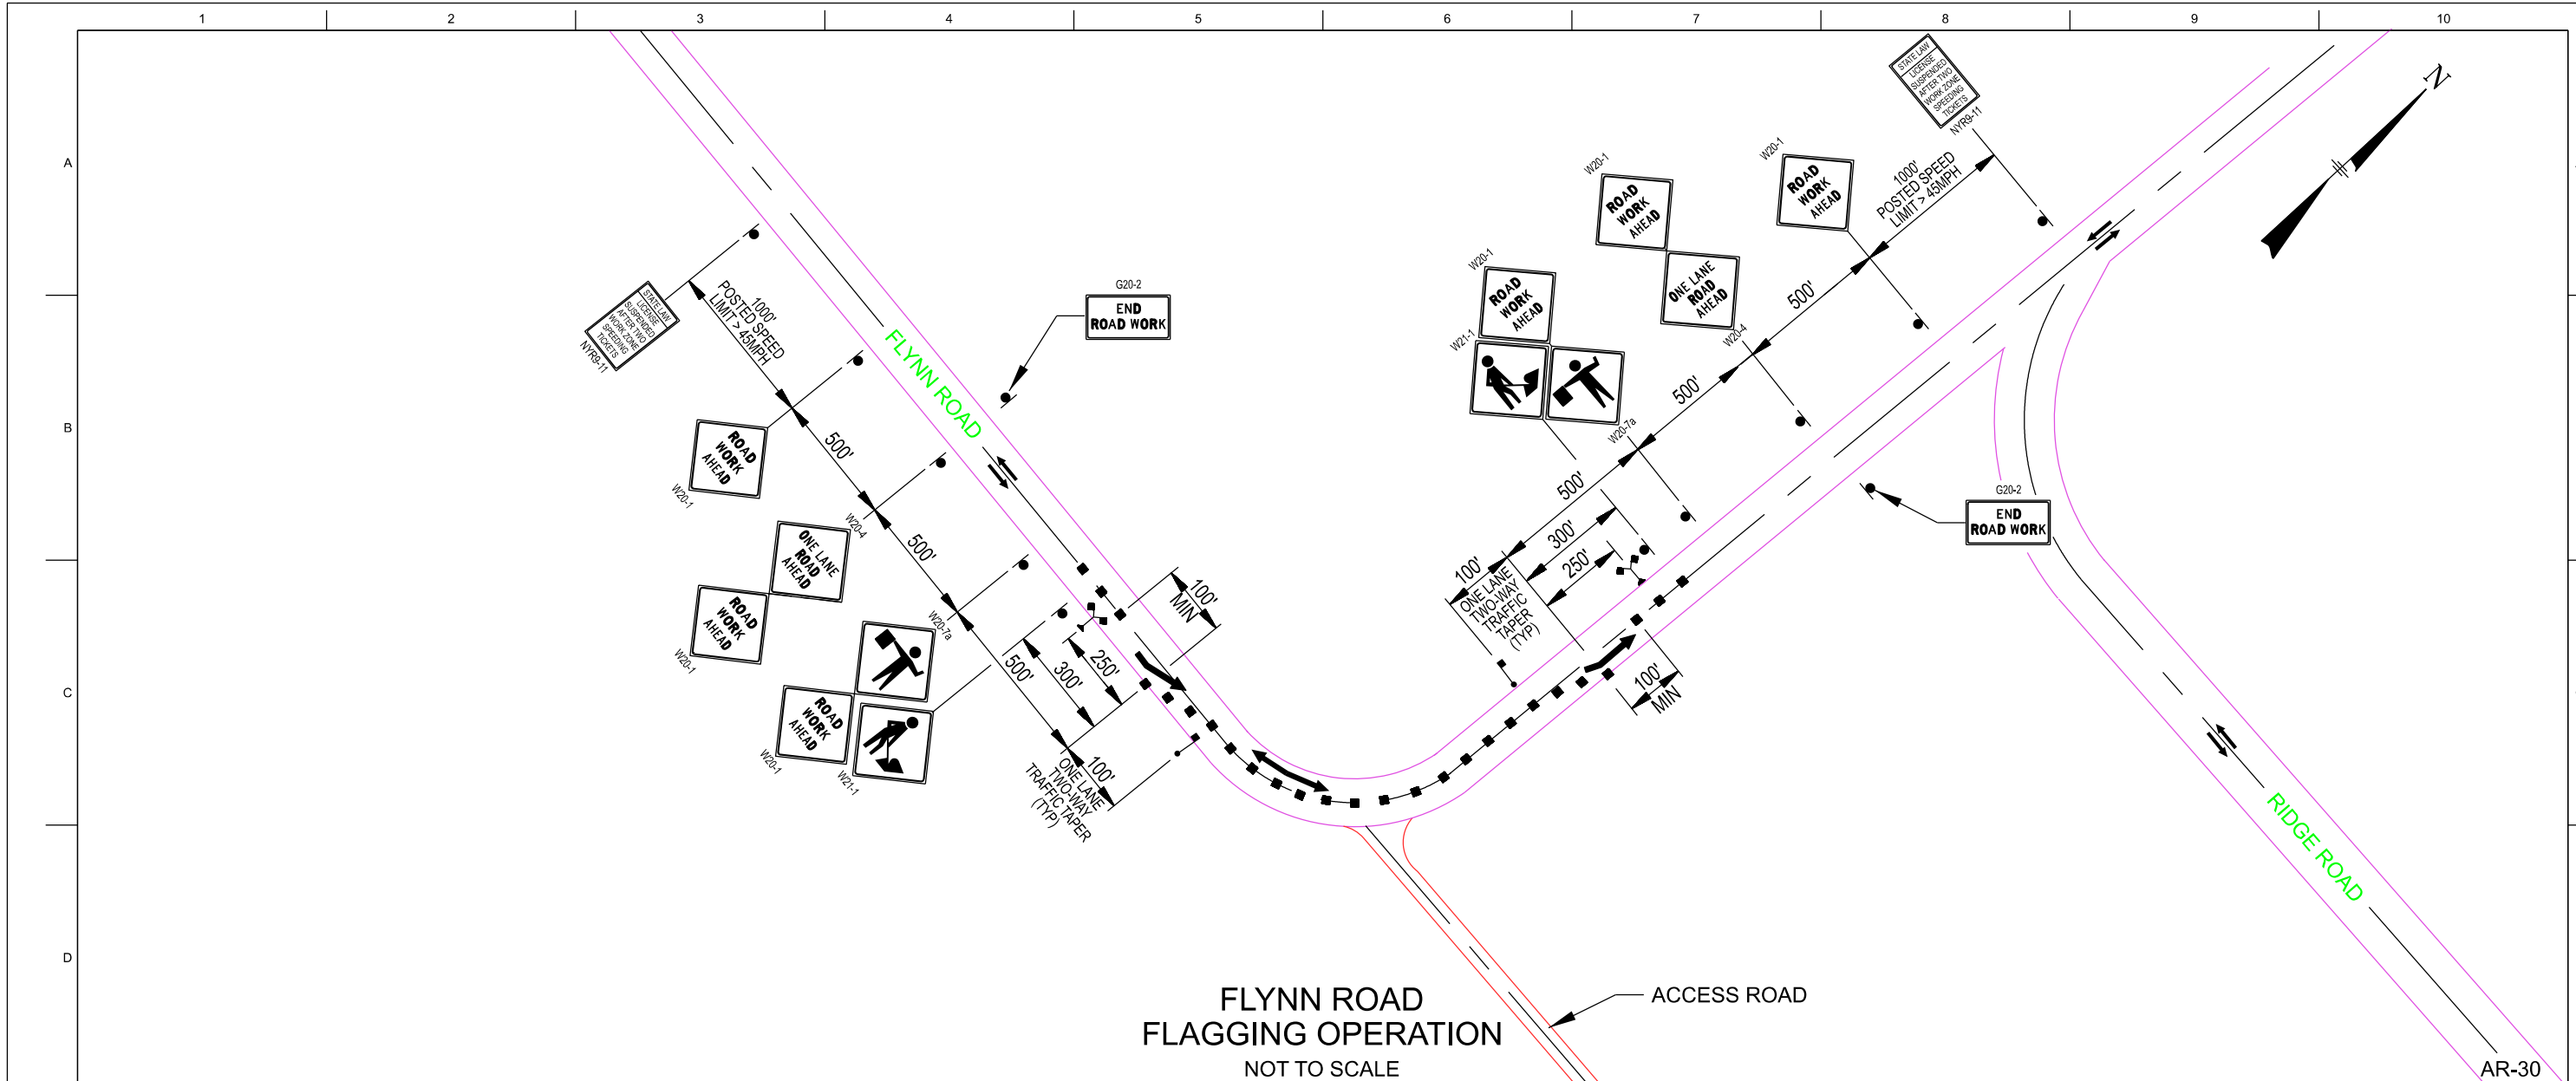 1
2
3
4
5
6
7
8
9
10
A
B
C
D
STATE LAW
LICENSE
SUSPENDED
AFTER TWO
WORK ZONE
SPEEDING
TICKETS
NYR9-11
1000'
POSTED SPEED
LIMIT > 45MPH
ROAD
WORK
AHEAD
W20-1
500'
W20-4
ONE LANE
ROAD
AHEAD
ROAD
WORK
AHEAD
W20-1
500'
W20-7a
ROAD
WORK
AHEAD
W20-1
W21-1
500'
300'
250'
100'
ONE LANE
TWO-WAY
TRAFFIC TAPER
(TYP)
100'
MIN
FLYNN ROAD
G20-2
END
ROAD WORK
STATE LAW
LICENSE
SUSPENDED
AFTER TWO
WORK ZONE
SPEEDING
TICKETS
NYR9-11
1000'
POSTED SPEED
LIMIT > 45MPH
W20-1
ROAD
WORK
AHEAD
500'
W20-1
ROAD
WORK
AHEAD
ONE LANE
ROAD
AHEAD
W20-4
500'
W20-1
ROAD
WORK
AHEAD
W21-1
W20-7a
500'
300'
250'
100'
ONE LANE
TWO-WAY
TRAFFIC
TAPER
(TYP)
100'
MIN
G20-2
END
ROAD WORK
N
RIDGE ROAD
ACCESS ROAD
FLYNN ROAD
FLAGGING OPERATION
NOT TO SCALE
AR-30